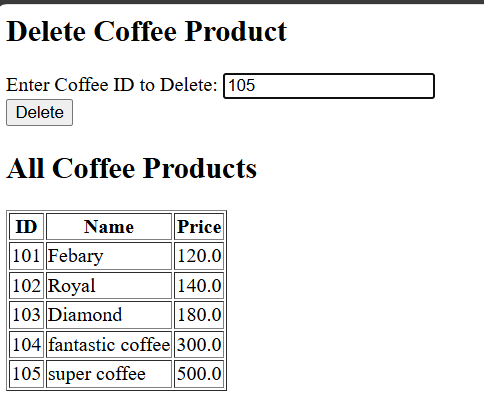 Delete Coffee Product
Enter Coffee ID to Delete: 105
Delete
All Coffee Products
ID Name Price
101 Febary 120.0
102 Royal 140.0
103 Diamond 180.0
104 fantastic coffee 300.0
105 super coffee 500.0